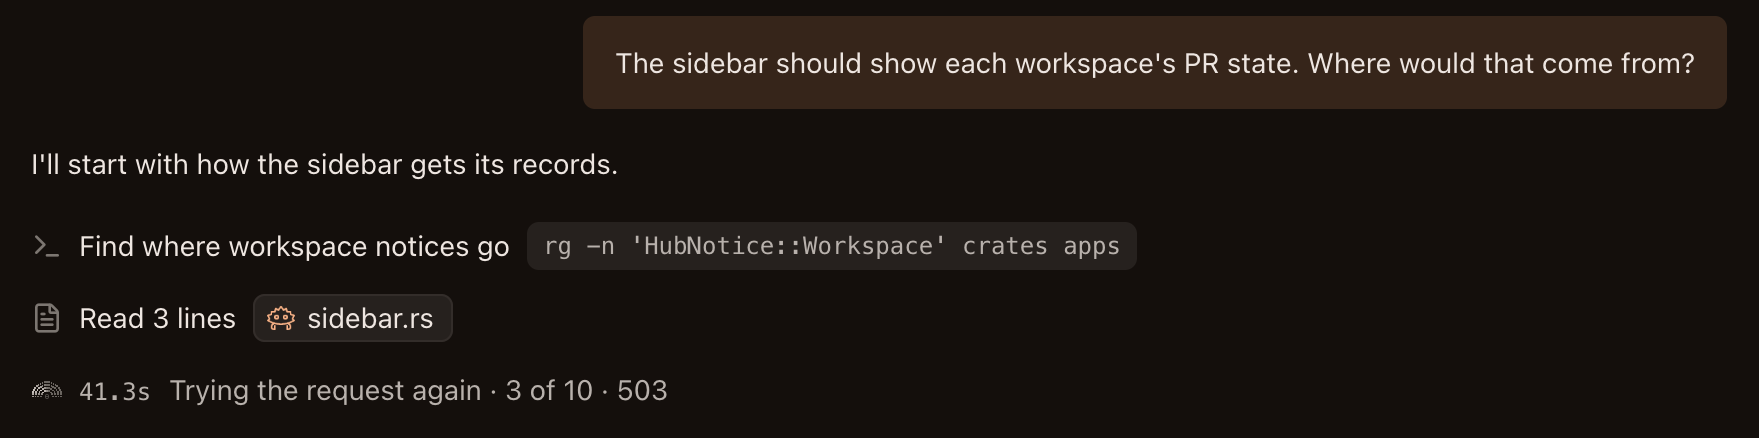 The sidebar should show each workspace's PR state. Where would that come from?
I'll start with how the sidebar gets its records.
Find where workspace notices go rg -n 'HubNotice::Workspace' crates apps
Read 3 lines sidebar.rs
41.3s Trying the request again · 3 of 10 · 503